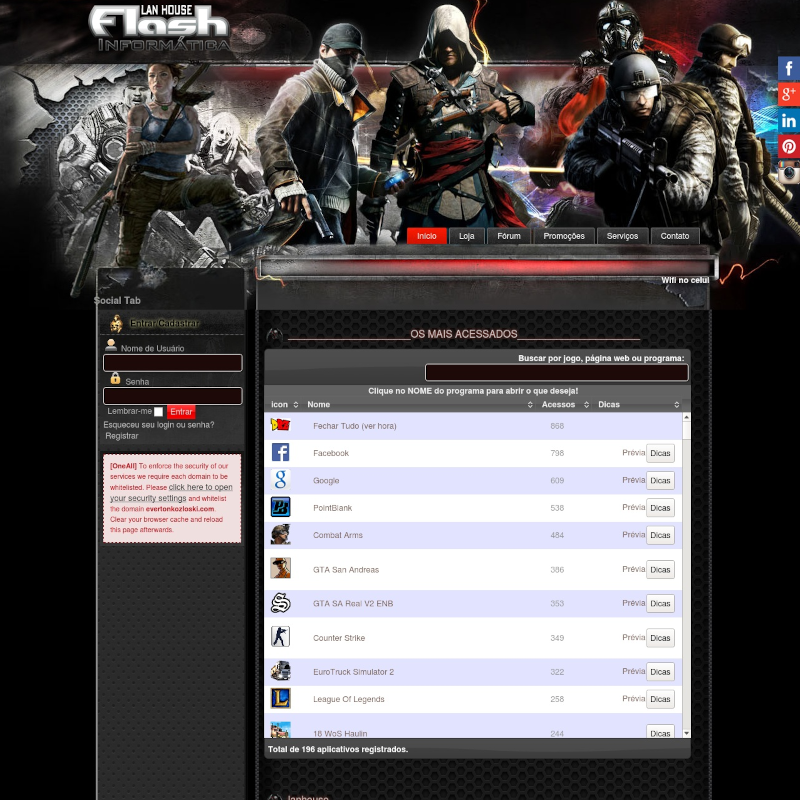 LAN HOUSE
Flash
INFORMÁTICA
Inicio Loja Fórum Promoções Serviços Contato
Wifi no celul
Social Tab
Entrar/Cadastrar
Nome de Usuário
Senha
Lembrar-me Entrar
Esqueceu seu login ou senha?
Registrar
[OneAll] To enforce the security of our
services we require each domain to be
whitelisted. Please click here to open
your security settings and whitelist
the domain evertonkozloski.com.
Clear your browser cache and reload
this page afterwards.
OS MAIS ACESSADOS
Buscar por jogo, página web ou programa:
Clique no NOME do programa para abrir o que deseja!
icon Nome Acessos Dicas
Fechar Tudo (ver hora) 868
Facebook 798 Prévia Dicas
Google 609 Prévia Dicas
PointBlank 538 Prévia Dicas
Combat Arms 484 Prévia Dicas
GTA San Andreas 386 Prévia Dicas
GTA SA Real V2 ENB 353 Prévia Dicas
Counter Strike 349 Prévia Dicas
EuroTruck Simulator 2 322 Prévia Dicas
League Of Legends 258 Prévia Dicas
18 WoS Haulin 244 Prévia Dicas
Total de 196 aplicativos registrados.
lanhouse